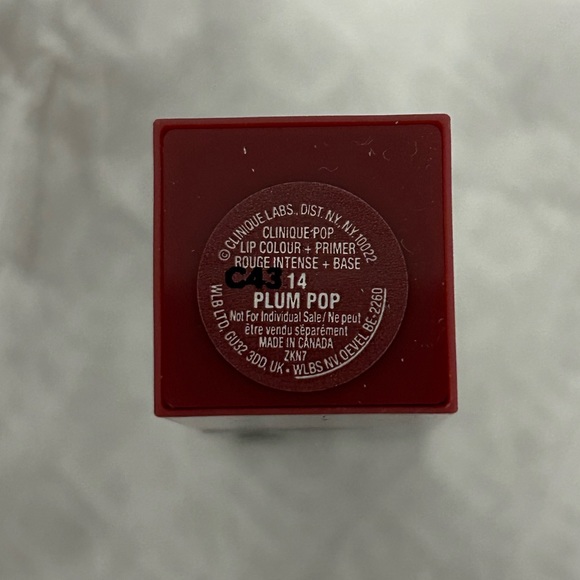 © CLINIQUE LABS., DIST. NY, NY 10022
CLINIQUE POP
LIP COLOUR + PRIMER
ROUGE INTENSE + BASE
C43 14
PLUM POP
Not For Individual Sale / Ne peut
être vendu séparément
MADE IN CANADA
ZKN7
WLB LTD, GU32 3DD, UK • WLBS NV, OEVEL BE-2260